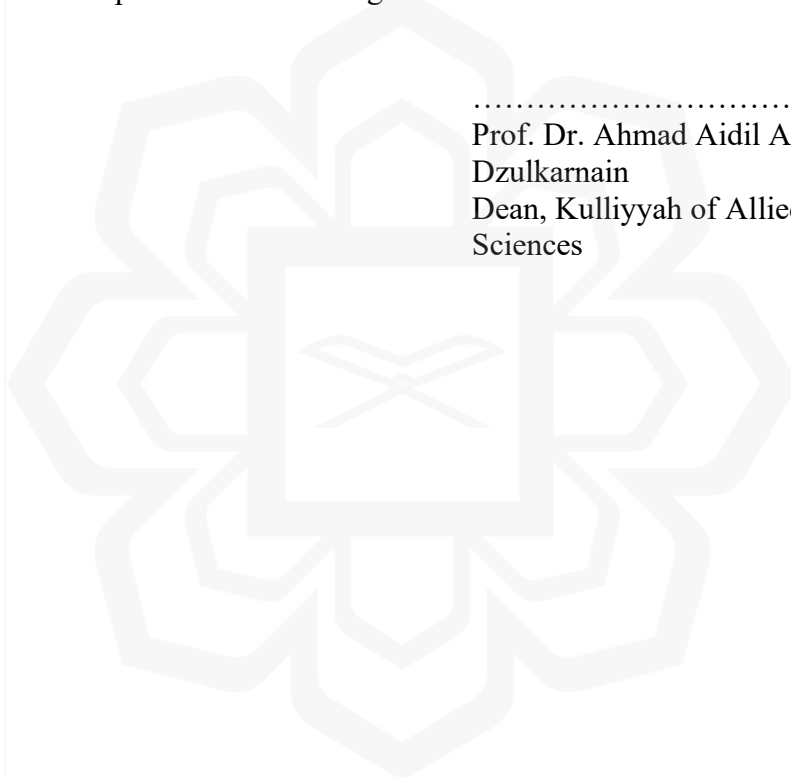 ……………………………
Prof. Dr. Ahmad Aidil A
Dzulkarnain
Dean, Kulliyyah of Allied
Sciences